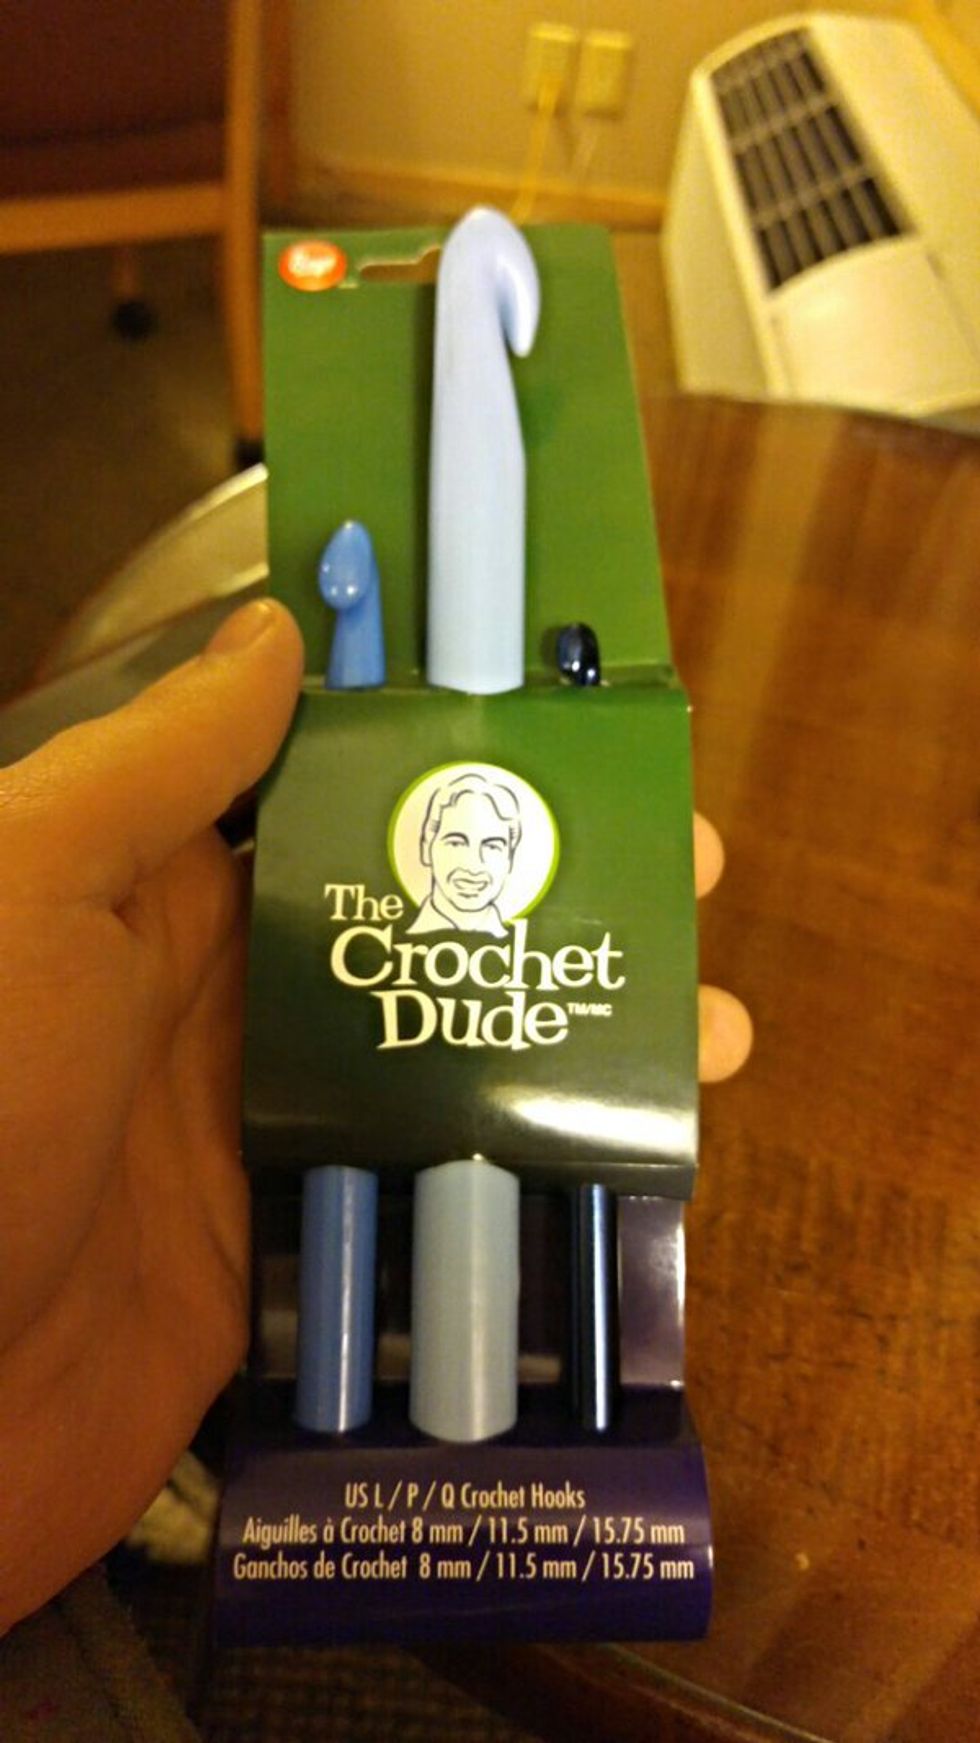 The
Crochet
Dude™/MC
US L / P / Q Crochet Hooks
Aiguilles à Crochet 8 mm / 11.5 mm / 15.75 mm
Ganchos de Crochet 8 mm / 11.5 mm / 15.75 mm